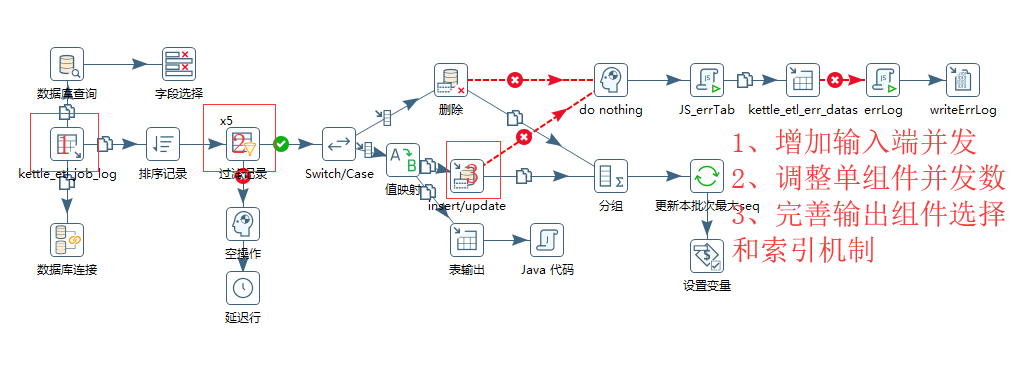 数据库查询
字段选择
删除
do nothing
JS_errTab
kettle_etl_err_datas
errLog
writeErrLog
x5
1
2
kettle_etl_job_log
排序记录
过滤记录
Switch/Case
值映射
A
B
3
insert/update
分组
更新本批次最大seq
1、增加输入端并发
2、调整单组件并发数
3、完善输出组件选择
和索引机制
数据库连接
空操作
表输出
Java 代码
设置变量
延迟行